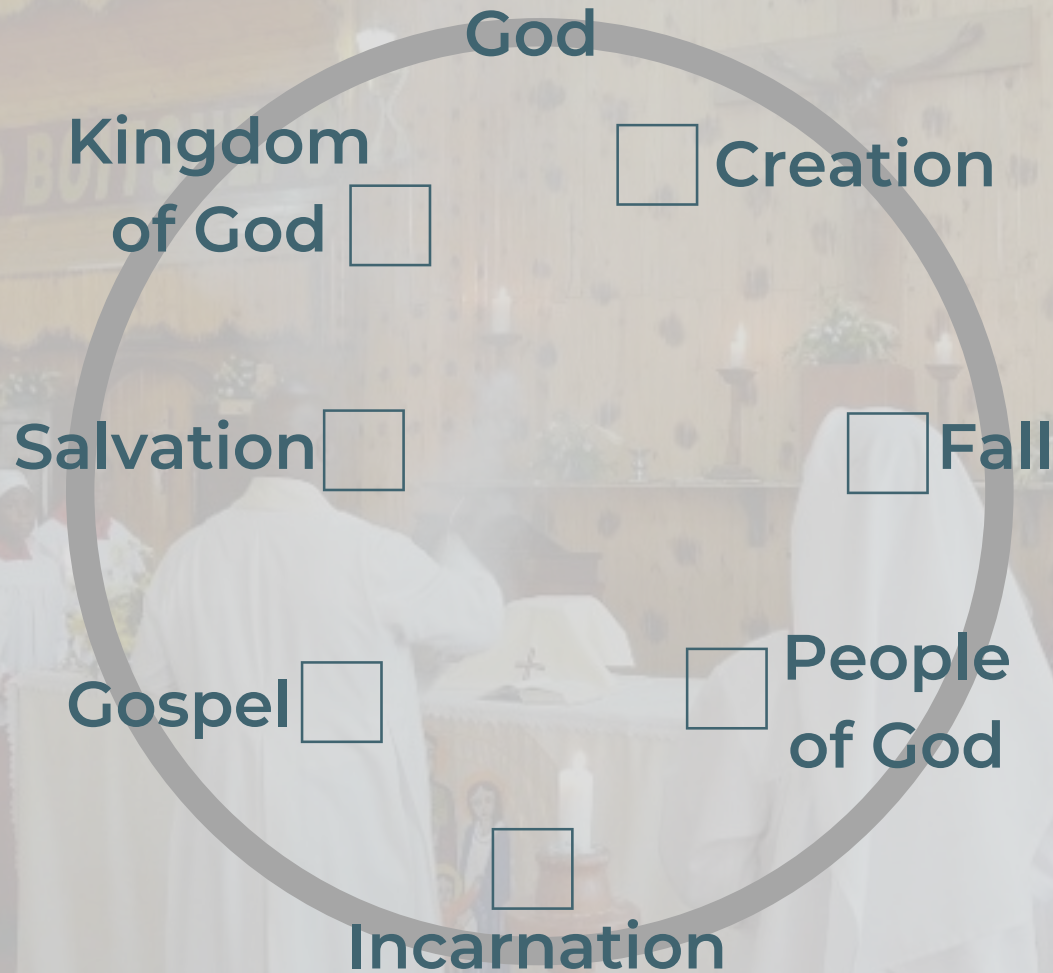 God
Kingdom
of God
Creation
Salvation
Fall
Gospel
People
of God
Incarnation